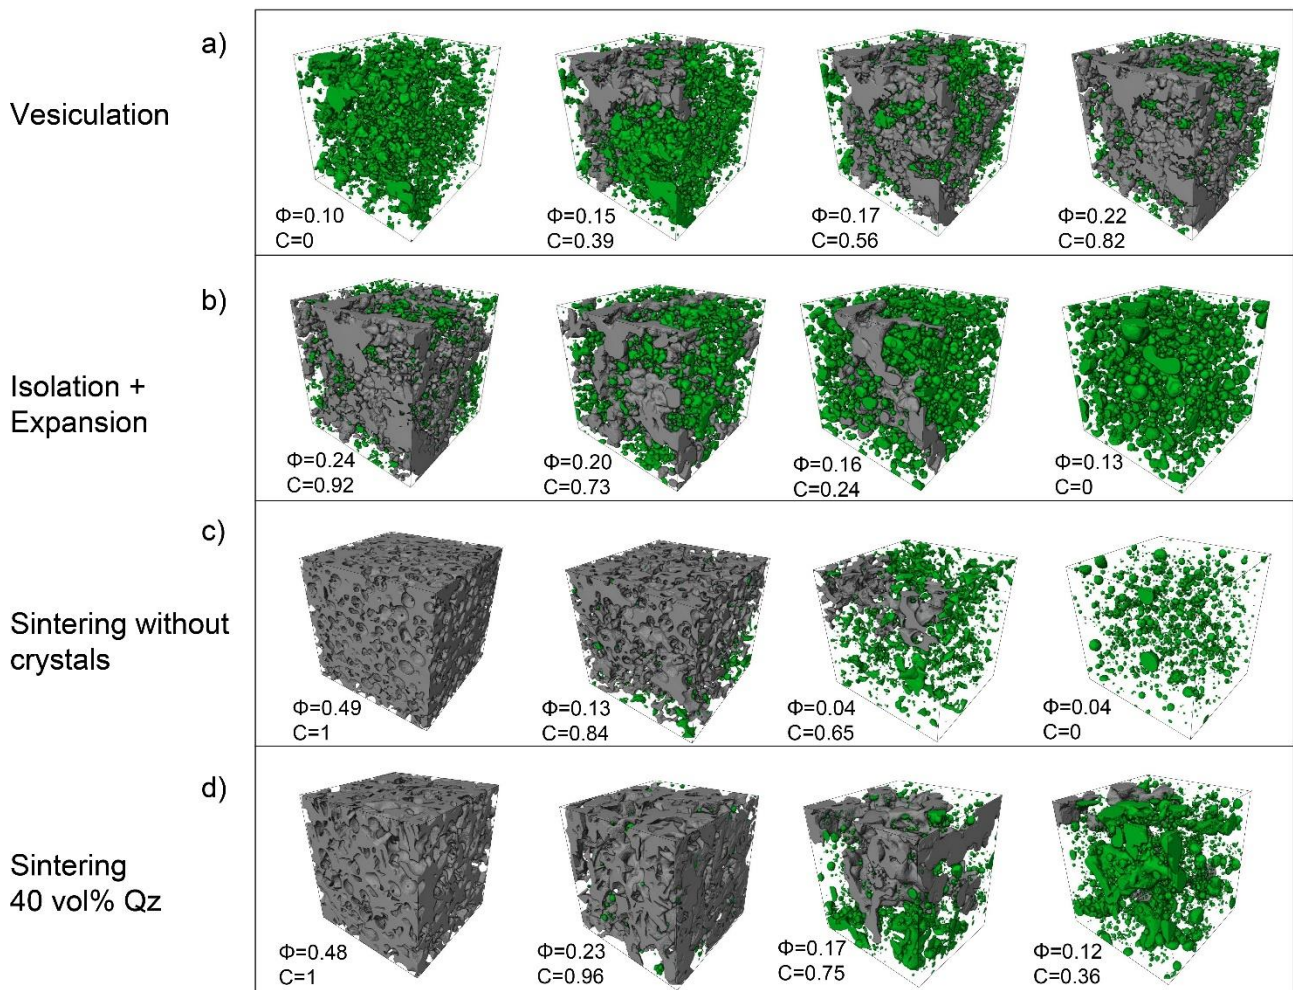 a)
Vesiculation
Φ=0.10
C=0
Φ=0.15
C=0.39
Φ=0.17
C=0.56
Φ=0.22
C=0.82
b)
Isolation +
Expansion
Φ=0.24
C=0.92
Φ=0.20
C=0.73
Φ=0.16
C=0.24
Φ=0.13
C=0
c)
Sintering without
crystals
Φ=0.49
C=1
Φ=0.13
C=0.84
Φ=0.04
C=0.65
Φ=0.04
C=0
d)
Sintering
40 vol% Qz
Φ=0.48
C=1
Φ=0.23
C=0.96
Φ=0.17
C=0.75
Φ=0.12
C=0.36